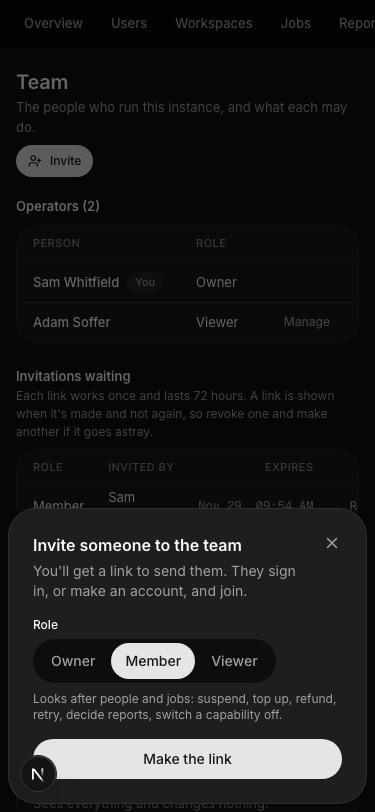 Overview Users Workspaces Jobs Repor
Team
The people who run this instance, and what each may
do.
Invite
Operators (2)
PERSON ROLE
Sam Whitfield You Owner
Adam Soffer Viewer Manage
Invitations waiting
Each link works once and lasts 72 hours. A link is shown
when it's made and not again, so revoke one and make
another if it goes astray.
ROLE INVITED BY EXPIRES
Sam
Member Nov 29, 09:54 AM R
Invite someone to the team
You'll get a link to send them. They sign
in, or make an account, and join.
Role
Owner Member Viewer
Looks after people and jobs: suspend, top up, refund,
retry, decide reports, switch a capability off.
Make the link
N
Sees everything and changes nothing.